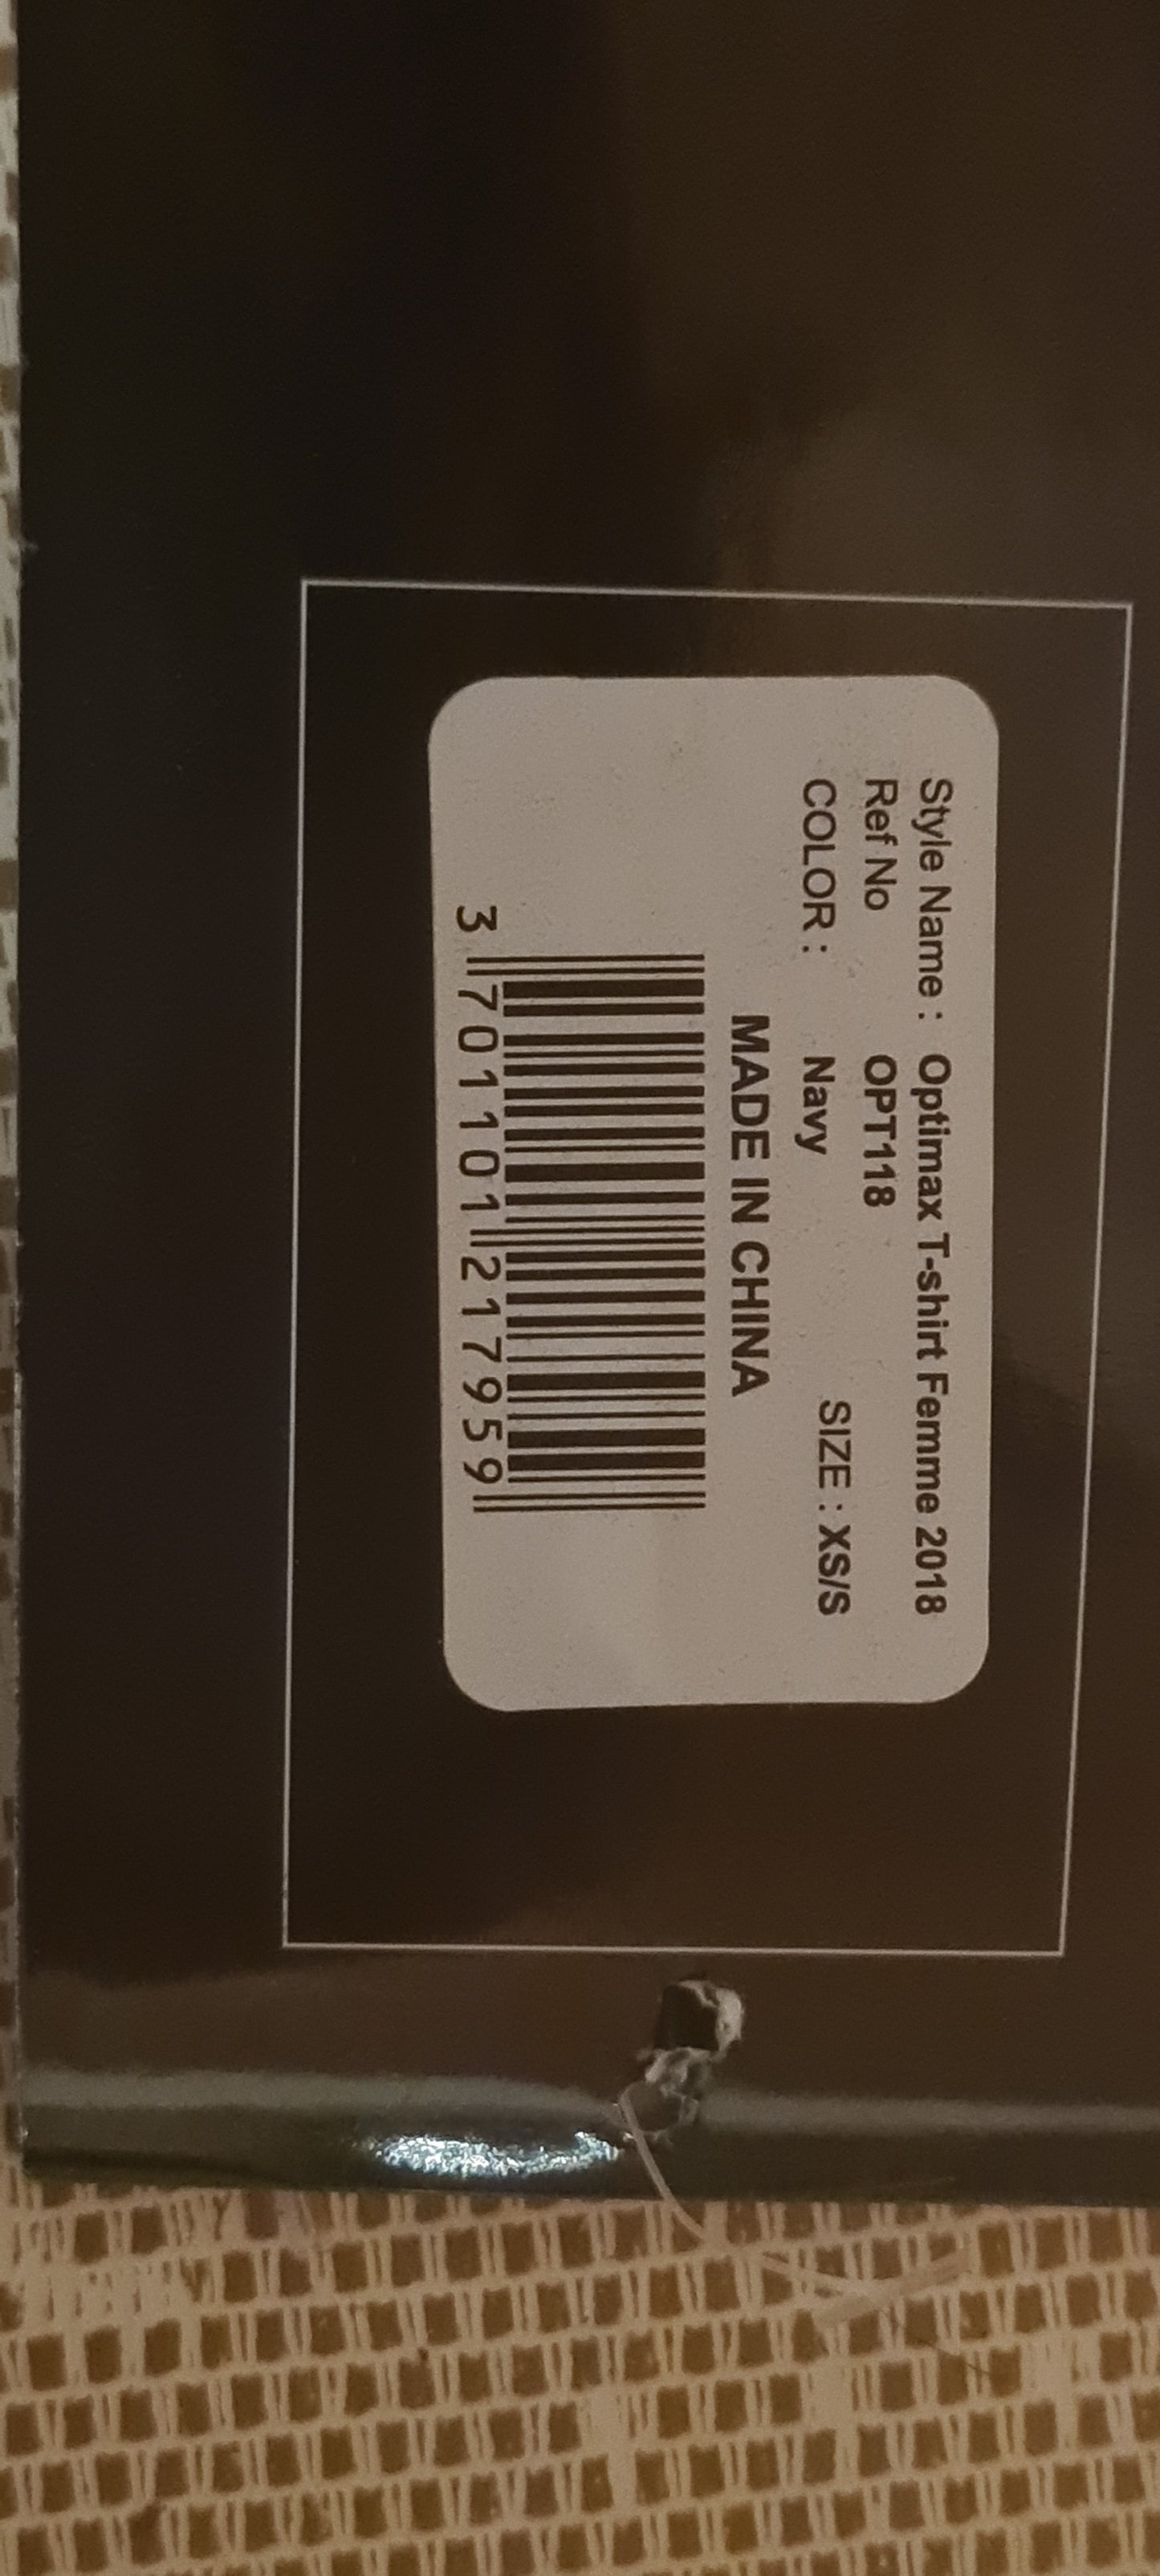 Style Name : Optimax T-shirt Femme 2018
Ref No OPT118
COLOR : Navy SIZE : XS/S
MADE IN CHINA
3 701101 217959